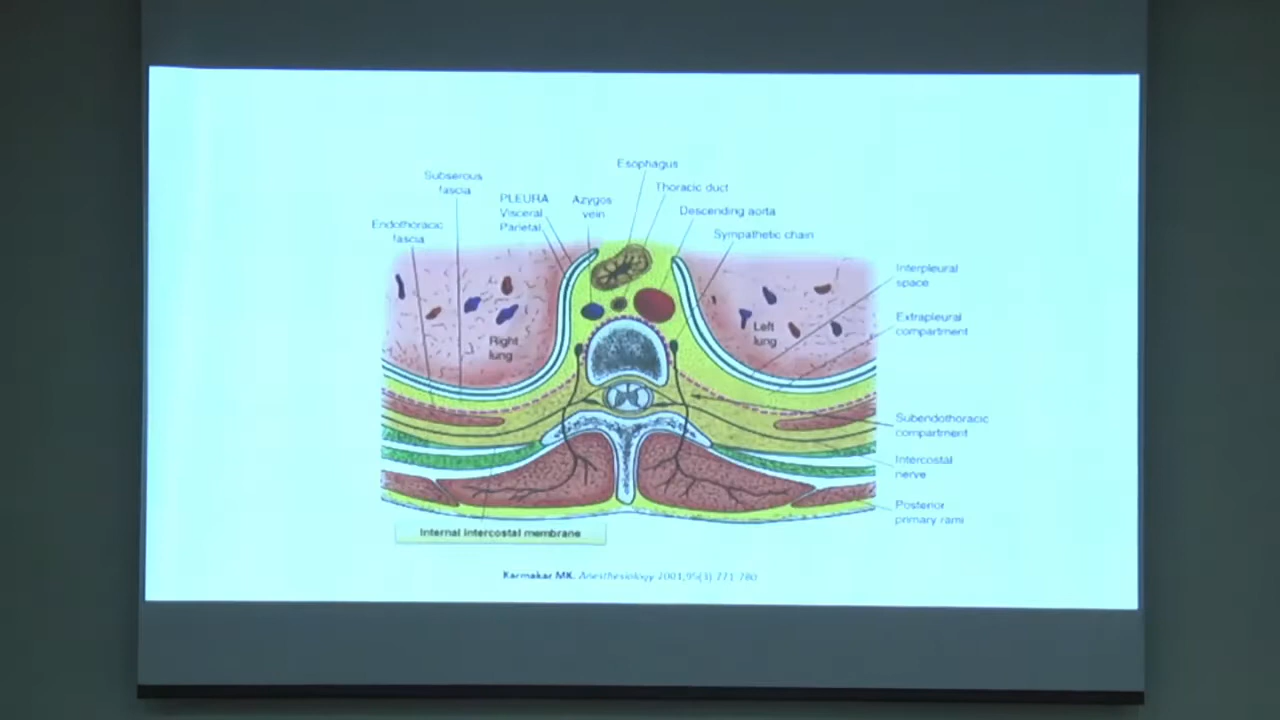 Esophagus
Subserous
fascia
Thoracic duct
PLEURA
Visceral
Parietal
Azygos
vein
Descending aorta
Endothoracic
fascia
Sympathetic chain
Interpleural
space
Extrapleural
compartment
Left
lung
Right
lung
Subendothoracic
compartment
Intercostal
nerve
Posterior
primary rami
Internal intercostal membrane
Karmakar MK. Anesthesiology 2001;95(3) 771-780